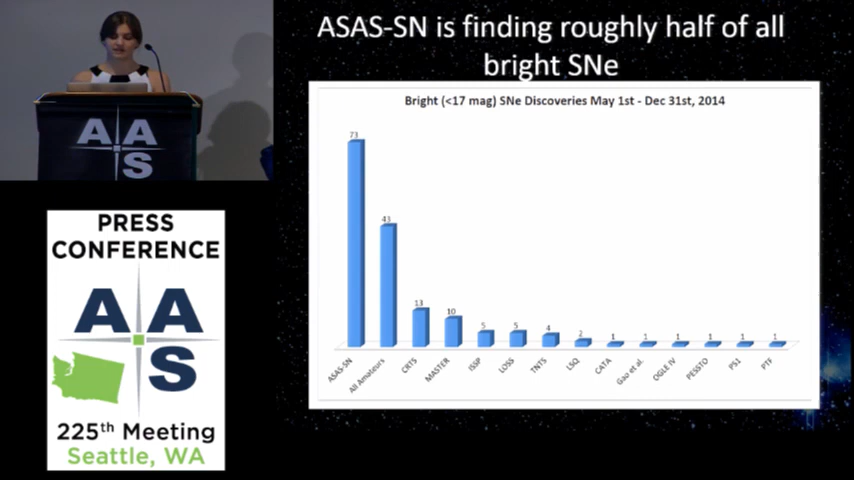 ASAS-SN is finding roughly half of all
bright SNe
Bright (<17 mag) SNe Discoveries May 1st - Dec 31st, 2014
73
43
13
10
5
5
4
2
1
1
1
1
1
1
ASAS-SN
All Amateurs
CRTS
MASTER
ISSP
LOSS
TNTS
LSQ
CATA
Gao et al.
OGLE IV
PESSTO
PS1
PTF
AA
S
PRESS
CONFERENCE
AA
S
225th Meeting
Seattle, WA